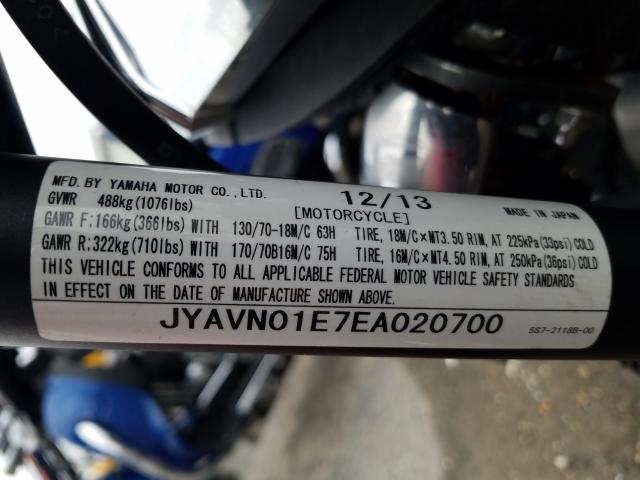 MFD. BY YAMAHA MOTOR CO., LTD. 12/13
GVWR 488kg(1076lbs) [MOTORCYCLE] MADE IN JAPAN
GAWR F;166kg(366lbs) WITH 130/70-18M/C 63H TIRE, 18M/C×MT3.50 RIM, AT 225kPa(33psi)COLD
GAWR R;322kg(710lbs) WITH 170/70B16M/C 75H TIRE, 16M/C×MT4.50 RIM, AT 250kPa(36psi)COLD
THIS VEHICLE CONFORMS TO ALL APPLICABLE FEDERAL MOTOR VEHICLE SAFETY STANDARDS
IN EFFECT ON THE DATE OF MANUFACTURE SHOWN ABOVE.
JYAVN01E7EA020700 5S7-2118B-00